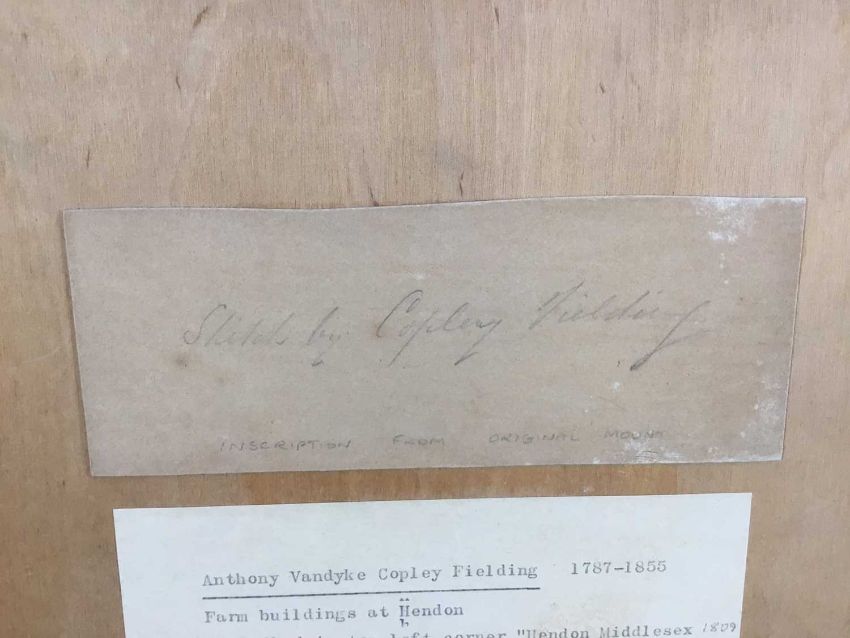 Sketch by Copley Fielding
INSCRIPTION FROM ORIGINAL MOUNT
Anthony Vandyke Copley Fielding 1787-1855
Farm buildings at Hendon
left corner "Hendon Middlesex 1809